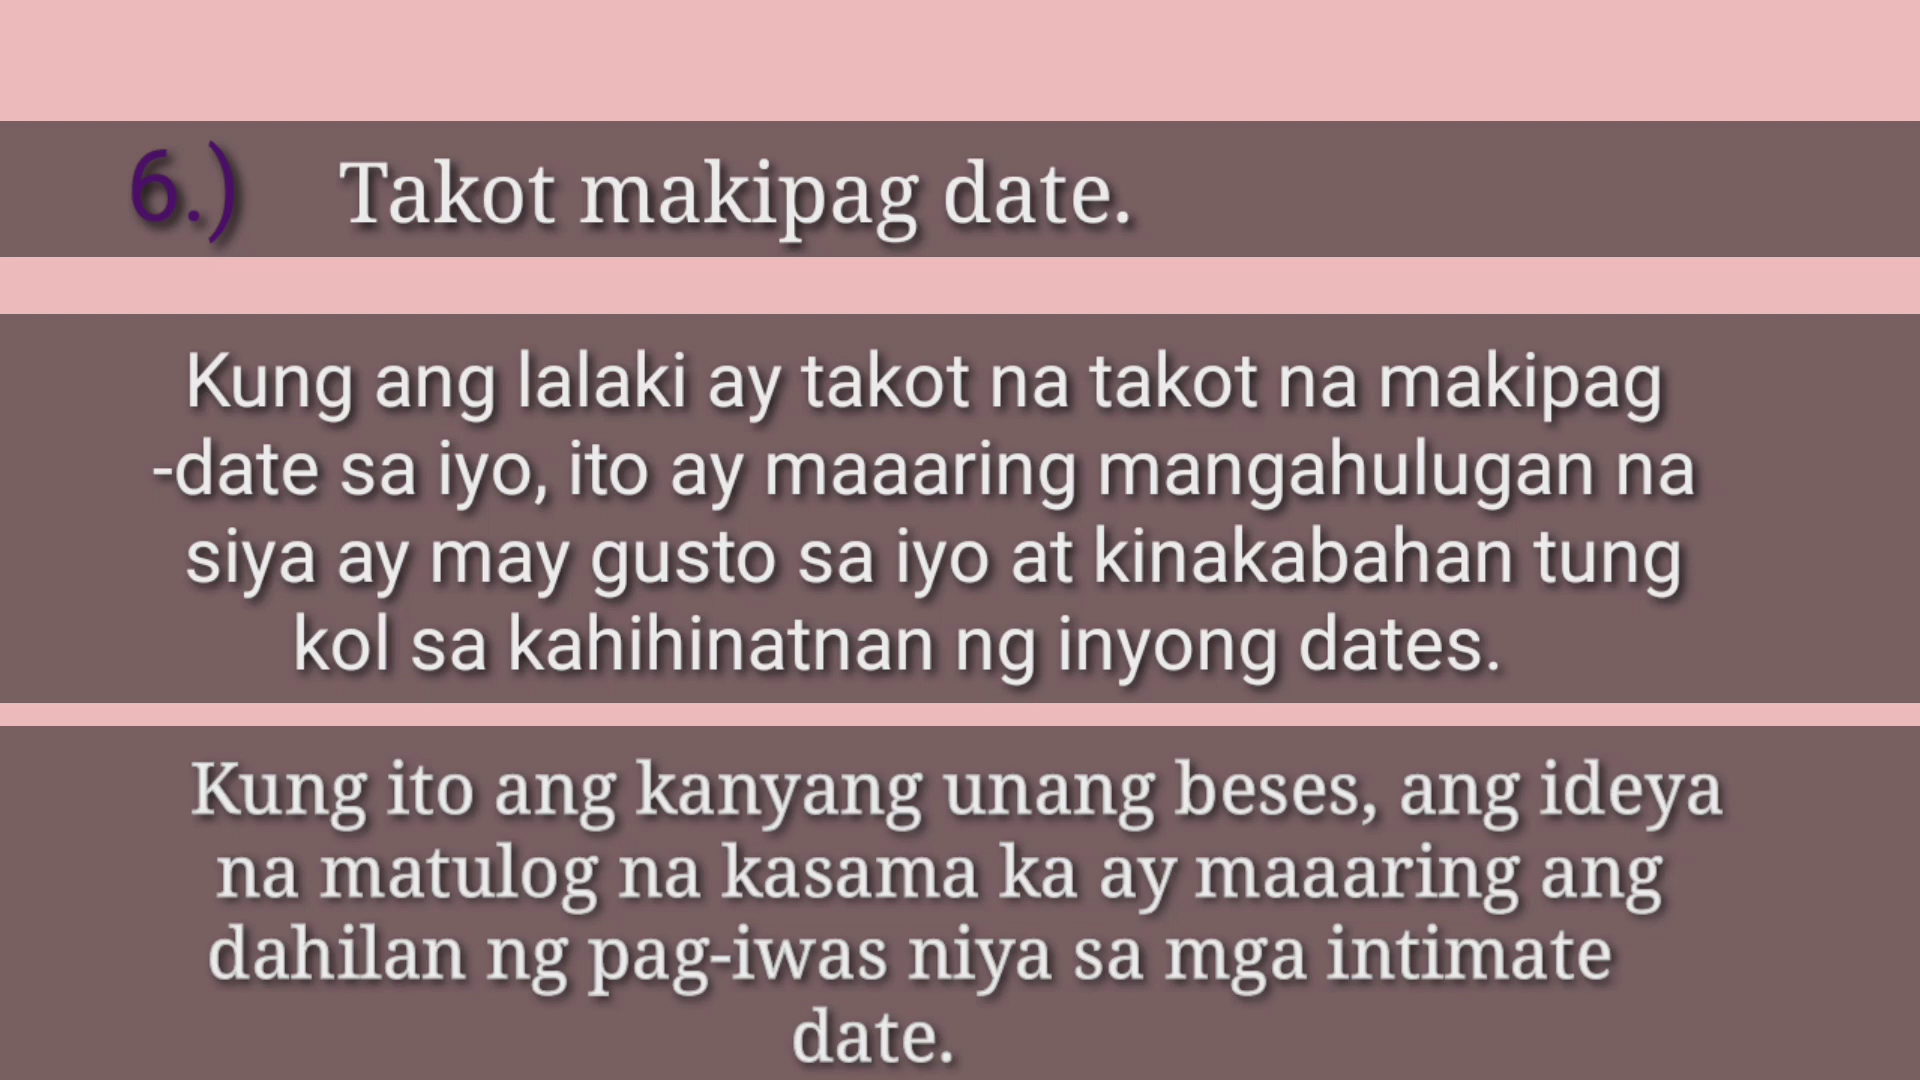 6.) Takot makipag date.
Kung ang lalaki ay takot na takot na makipag
-date sa iyo, ito ay maaaring mangahulugan na
siya ay may gusto sa iyo at kinakabahan tung
kol sa kahihinatnan ng inyong dates.
Kung ito ang kanyang unang beses, ang ideya
na matulog na kasama ka ay maaaring ang
dahilan ng pag-iwas niya sa mga intimate
date.